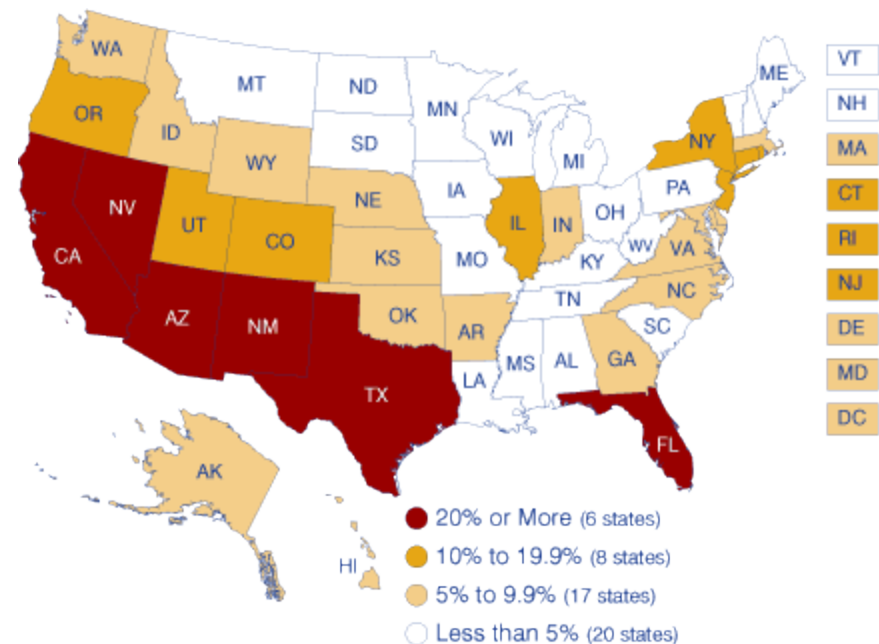 WA
MT
ND
MN
ME
VT
OR
ID
SD
WI
MI
NY
NH
WY
IA
PA
MA
NV
UT
CO
NE
IL
IN
OH
CT
CA
KS
MO
KY
WV
VA
RI
AZ
NM
OK
AR
TN
NC
NJ
TX
LA
MS
AL
GA
SC
DE
FL
MD
AK
DC
HI
20% or More (6 states)
10% to 19.9% (8 states)
5% to 9.9% (17 states)
Less than 5% (20 states)